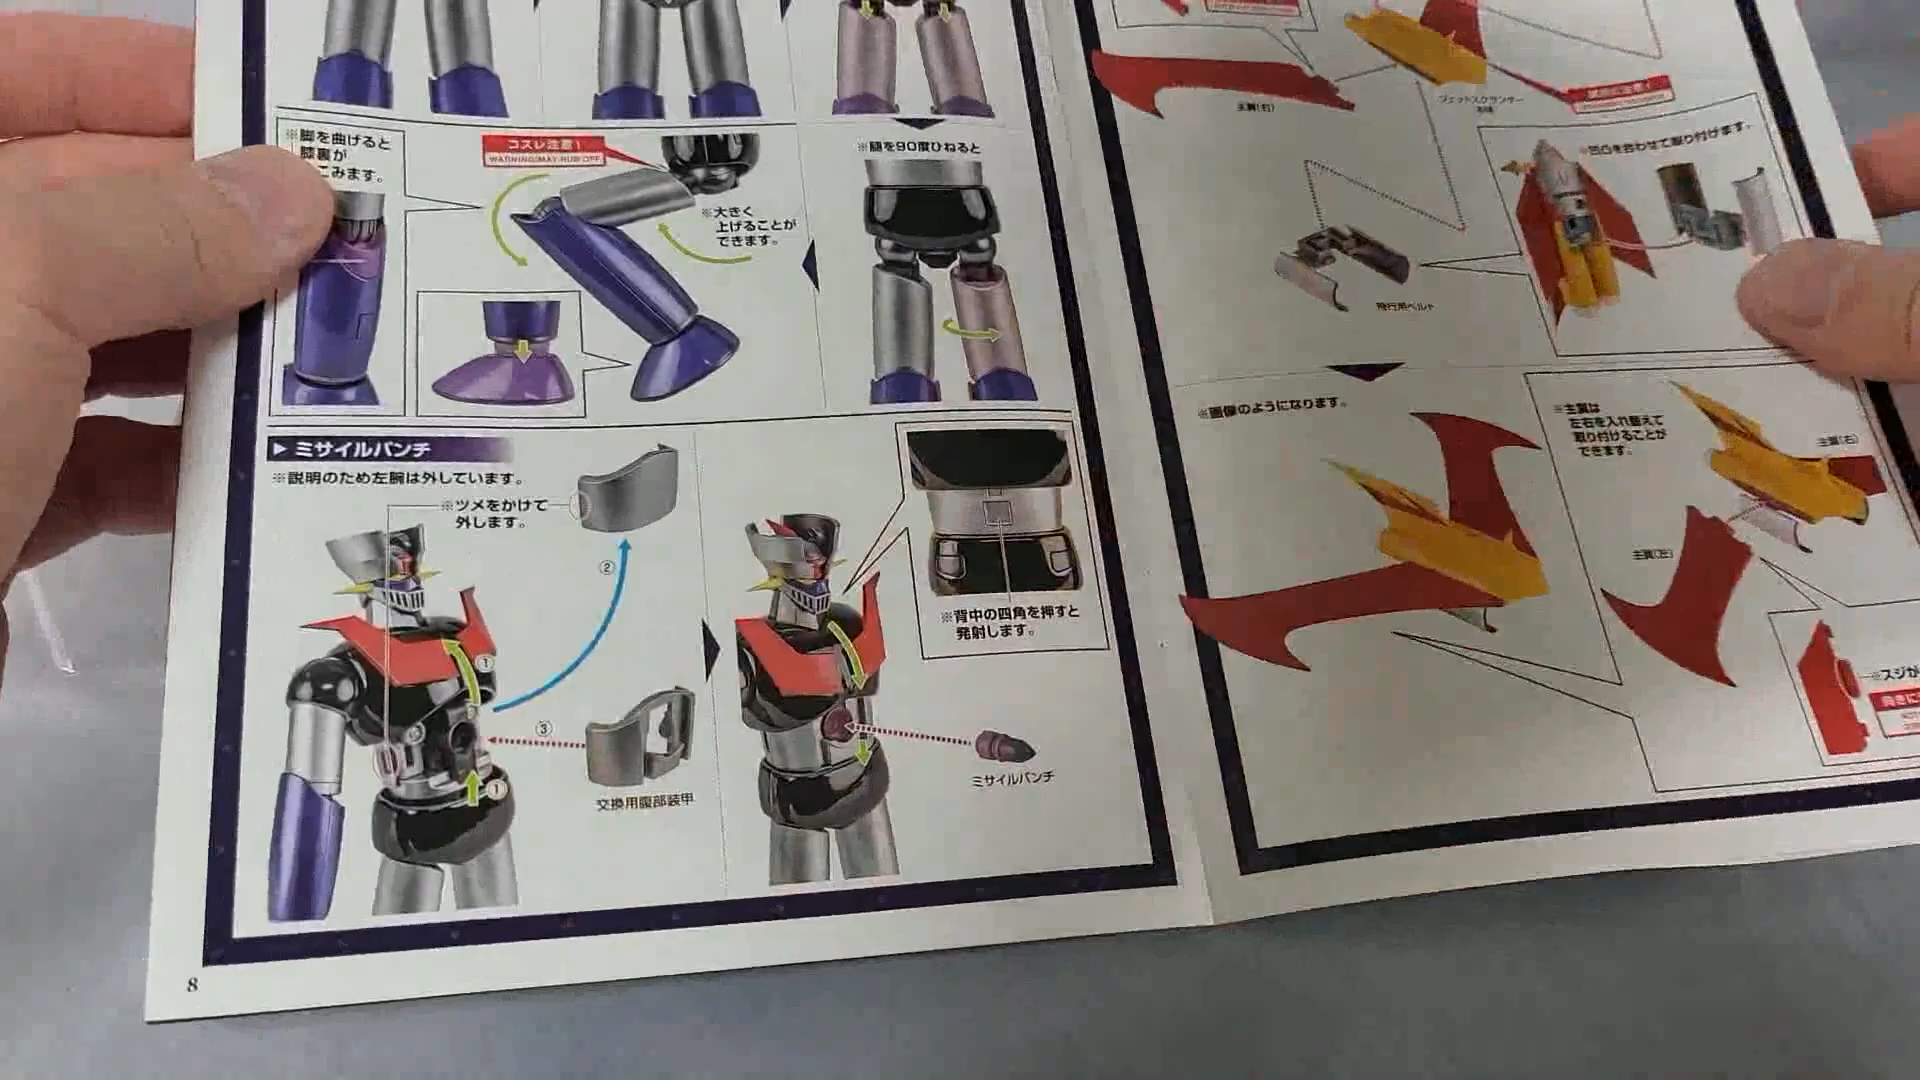 ※脚を曲げると
膝裏が
こみます。
コスレ注意!
WARNING!MAY RUB OFF.
※大きく
上げることが
できます。
※腿を90度ひねると
▶ミサイルパンチ
※説明のため左腕は外しています。
※ツメをかけて
外します。
②
①
③
①
交換用腹部装甲
※背中の四角を押すと
発射します。
ミサイルパンチ
8
主翼(右)
ジェットスクランダー
※凹凸を合わせて取り付けます。
飛行用ベルト
※画像のようになります。
※主翼は
左右を入れ替えて
取り付けることが
できます。
主翼(右)
主翼(左)
※スジが